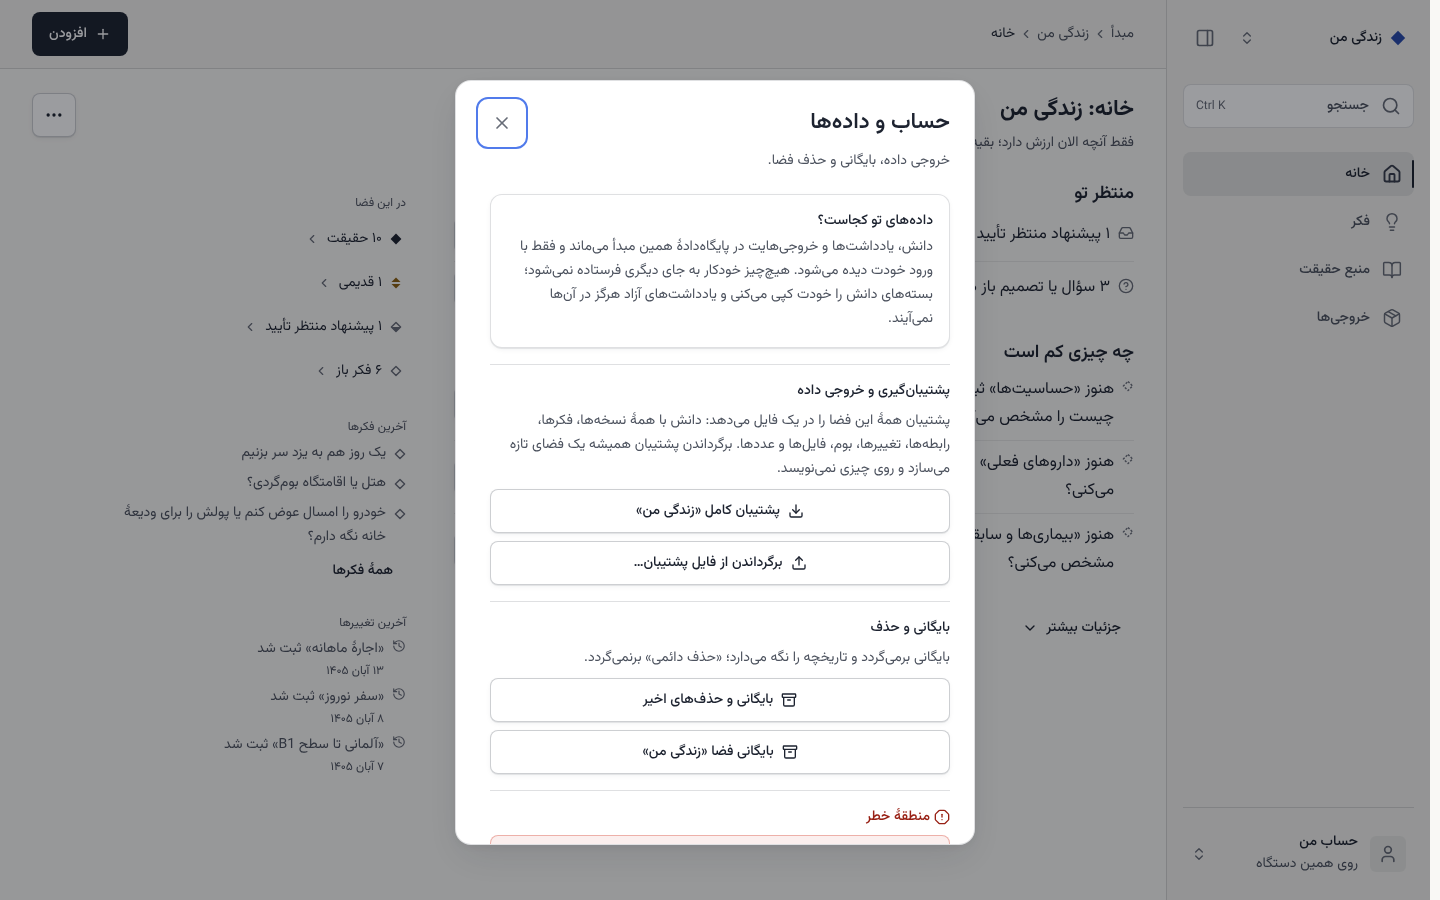 زندگی من
جستجو
Ctrl K
خانه
فکر
منبع حقیقت
خروجی‌ها
حساب من
روی همین دستگاه
مبدأ
زندگی من
خانه
افزودن
خانه: زندگی من
فقط آنچه الان ارزش دارد؛ بقیه
منتظر تو
۱ پیشنهاد منتظر تأیید
۳ سؤال یا تصمیم باز
چه چیزی کم است
هنوز «حساسیت‌ها»
چیست را مشخص
هنوز «داروهای فعلی»
می‌کنی؟
هنوز «بیماری‌ها و
مشخص می‌کنی؟
جزئیات بیشتر
حساب و داده‌ها
خروجی داده، بایگانی و حذف فضا.
داده‌های تو کجاست؟
دانش، یادداشت‌ها و خروجی‌هایت در پایگاه‌دادهٔ همین مبدأ می‌ماند و فقط با
ورود خودت دیده می‌شود. هیچ‌چیز خودکار به جای دیگری فرستاده نمی‌شود؛
بسته‌های دانش را خودت کپی می‌کنی و یادداشت‌های آزاد هرگز در آن‌ها
نمی‌آیند.
پشتیبان‌گیری و خروجی داده
پشتیبان همهٔ این فضا را در یک فایل می‌دهد: دانش با همهٔ نسخه‌ها، فکرها،
رابطه‌ها، تغییرها، بوم، فایل‌ها و عددها. برگرداندن پشتیبان همیشه یک فضای تازه
می‌سازد و روی چیزی نمی‌نویسد.
پشتیبان کامل «زندگی من»
برگرداندن از فایل پشتیبان…
بایگانی و حذف
بایگانی برمی‌گردد و تاریخچه را نگه می‌دارد؛ «حذف دائمی» برنمی‌گردد.
بایگانی و حذف‌های اخیر
بایگانی فضا «زندگی من»
منطقهٔ خطر
در این فضا
۱۰ حقیقت
۱ قدیمی
۱ پیشنهاد منتظر تأیید
۶ فکر باز
آخرین فکرها
یک روز هم به یزد سر بزنیم
هتل یا اقامتگاه بوم‌گردی؟
خودرو را امسال عوض کنم یا پولش را برای ودیعهٔ
خانه نگه دارم؟
همهٔ فکرها
آخرین تغییرها
«اجارهٔ ماهانه» ثبت شد
۱۳ آبان ۱۴۰۵
«سفر نوروز» ثبت شد
۸ آبان ۱۴۰۵
«آلمانی تا سطح B1» ثبت شد
۷ آبان ۱۴۰۵